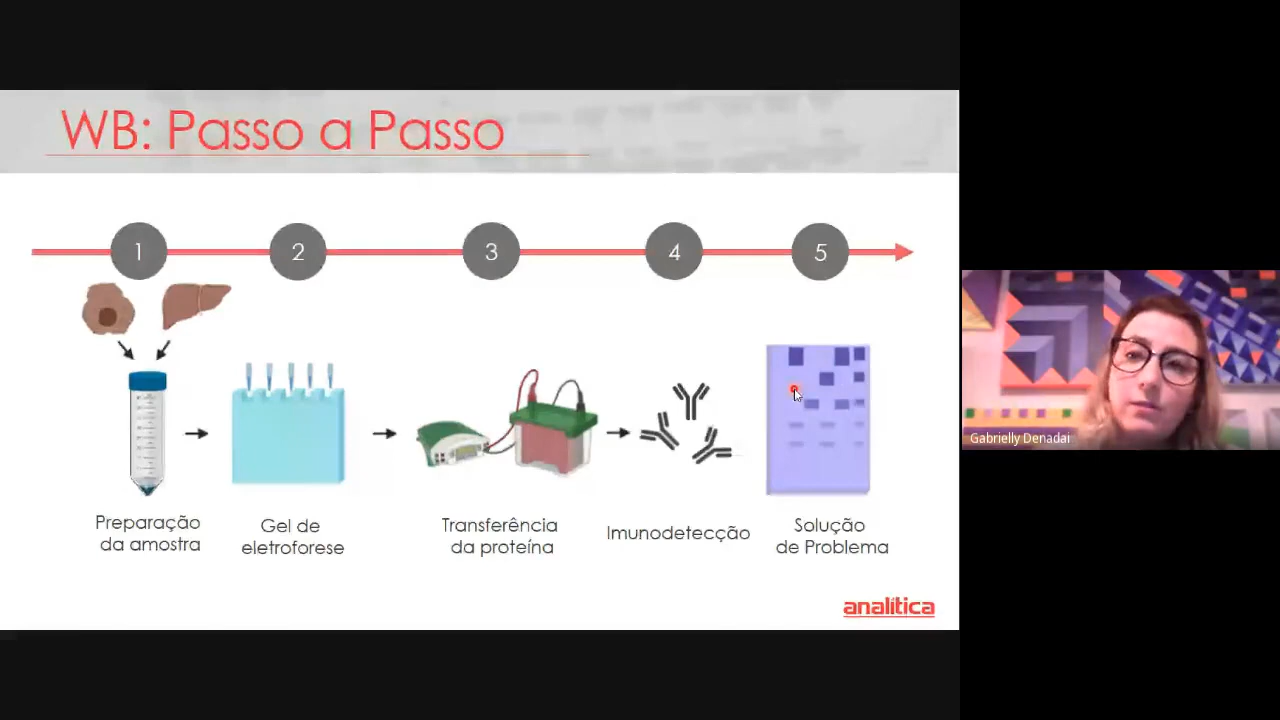 WB: Passo a Passo
1
2
3
4
5
Preparação
da amostra
Gel de
eletroforese
Transferência
da proteína
Imunodetecção
Solução
de Problema
analítica
Gabrielly Denadai